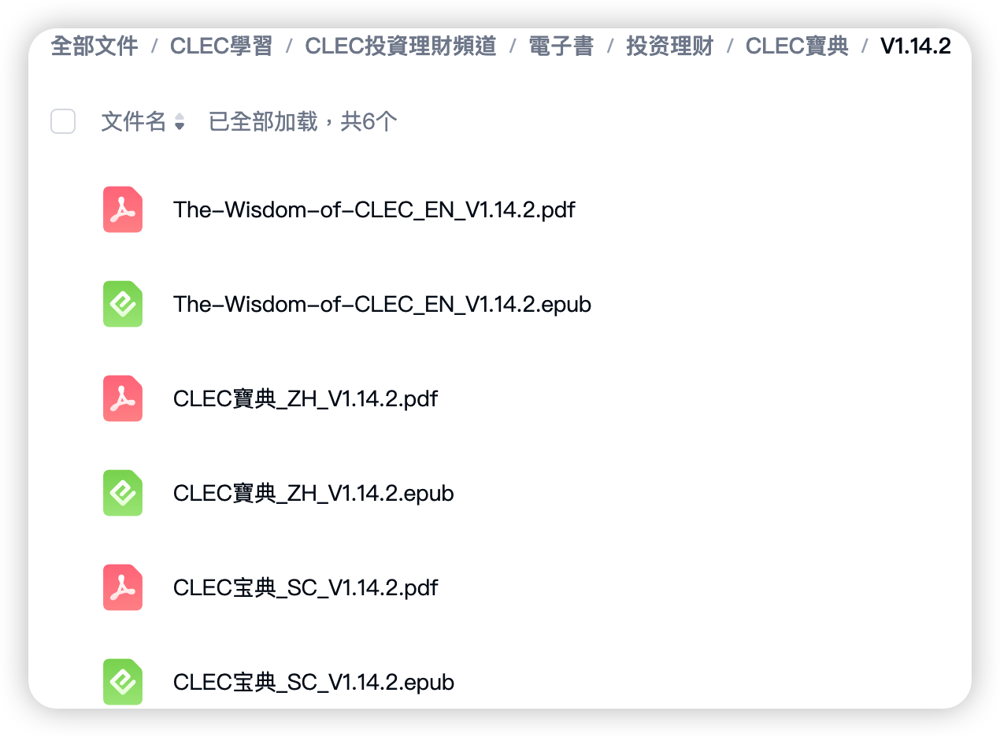 全部文件 / CLEC學習 / CLEC投資理財頻道 / 電子書 / 投资理财 / CLEC寶典 / V1.14.2
文件名 已全部加载，共6个
The-Wisdom-of-CLEC_EN_V1.14.2.pdf
The-Wisdom-of-CLEC_EN_V1.14.2.epub
CLEC寶典_ZH_V1.14.2.pdf
CLEC寶典_ZH_V1.14.2.epub
CLEC宝典_SC_V1.14.2.pdf
CLEC宝典_SC_V1.14.2.epub